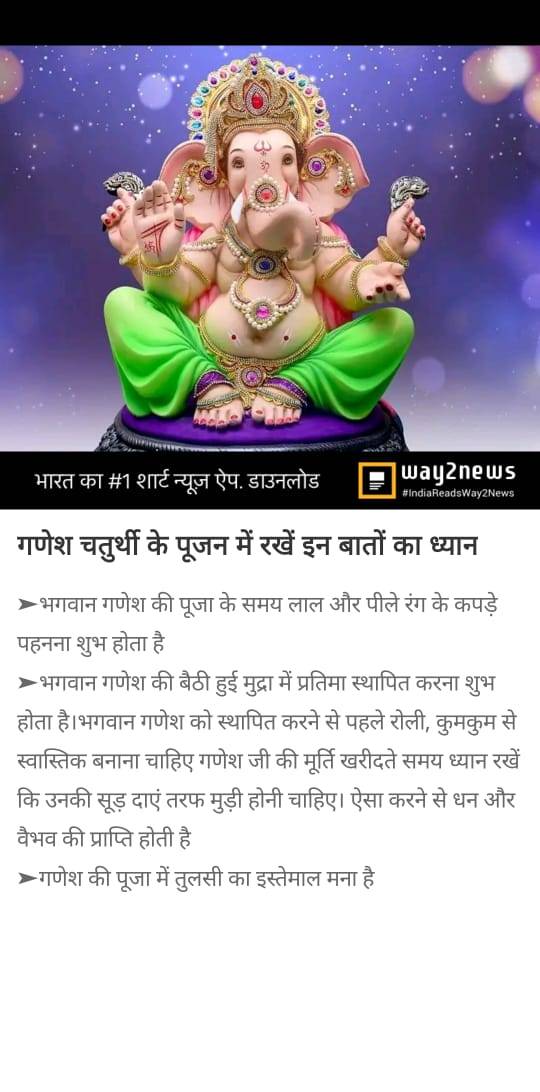 भारत का #1 शार्ट न्यूज़ ऐप. डाउनलोड
way2news
#IndiaReadsWay2News
गणेश चतुर्थी के पूजन में रखें इन बातों का ध्यान
➤भगवान गणेश की पूजा के समय लाल और पीले रंग के कपड़े
पहनना शुभ होता है
➤भगवान गणेश की बैठी हुई मुद्रा में प्रतिमा स्थापित करना शुभ
होता है।भगवान गणेश को स्थापित करने से पहले रोली, कुमकुम से
स्वास्तिक बनाना चाहिए गणेश जी की मूर्ति खरीदते समय ध्यान रखें
कि उनकी सूड़ दाएं तरफ मुड़ी होनी चाहिए। ऐसा करने से धन और
वैभव की प्राप्ति होती है
➤गणेश की पूजा में तुलसी का इस्तेमाल मना है